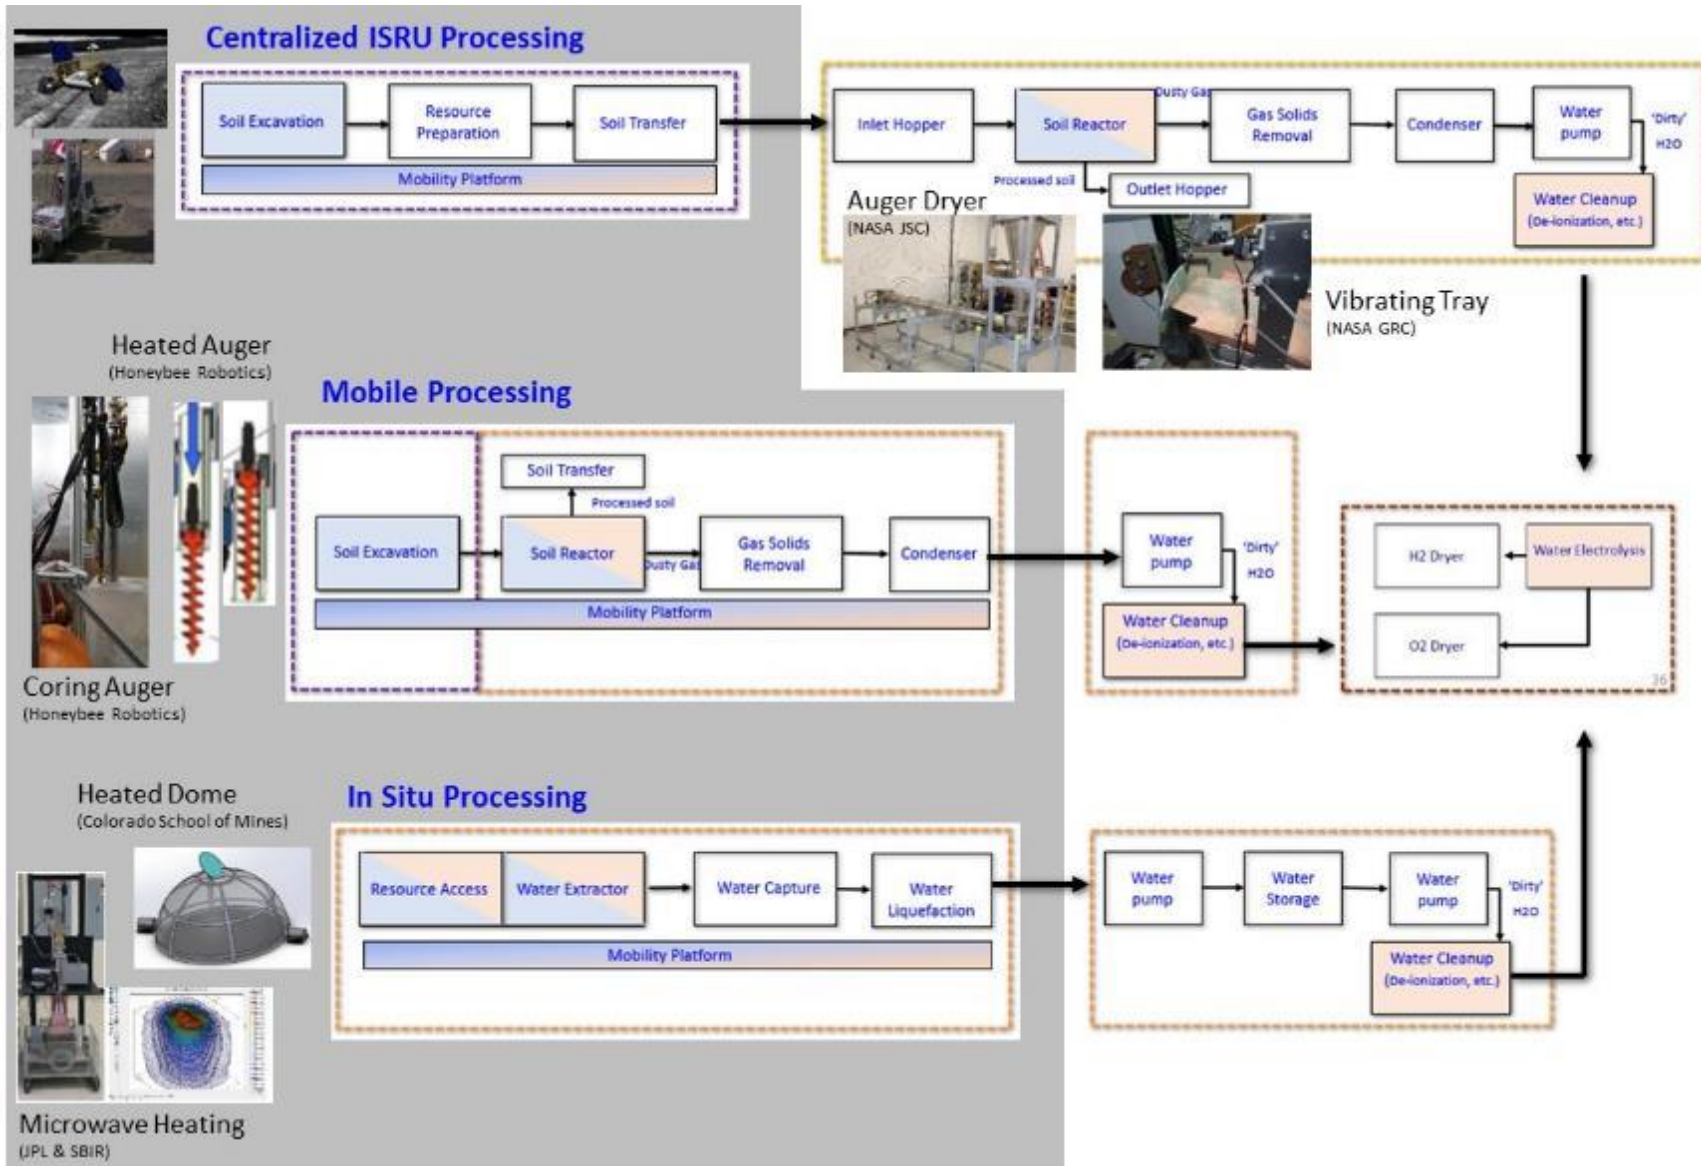 Centralized ISRU Processing
Soil Excavation
Resource
Preparation
Soil Transfer
Mobility Platform
Inlet Hopper
Soil Reactor
Dusty Gas
Gas Solids
Removal
Condenser
Water
pump
'Dirty'
H2O
Processed soil
Outlet Hopper
Water Cleanup
(De-ionization, etc.)
Auger Dryer
(NASA JSC)
Vibrating Tray
(NASA GRC)
Heated Auger
(Honeybee Robotics)
Mobile Processing
Soil Transfer
Processed soil
Soil Excavation
Soil Reactor
Dusty Gas
Gas Solids
Removal
Condenser
Mobility Platform
Water
pump
'Dirty'
H2O
Water Cleanup
(De-ionization, etc.)
H2 Dryer
Water Electrolysis
O2 Dryer
36
Coring Auger
(Honeybee Robotics)
Heated Dome
(Colorado School of Mines)
In Situ Processing
Resource Access
Water Extractor
Water Capture
Water
Liquefaction
Mobility Platform
Water
pump
Water
Storage
Water
pump
'Dirty'
H2O
Water Cleanup
(De-ionization, etc.)
Microwave Heating
(JPL & SBIR)